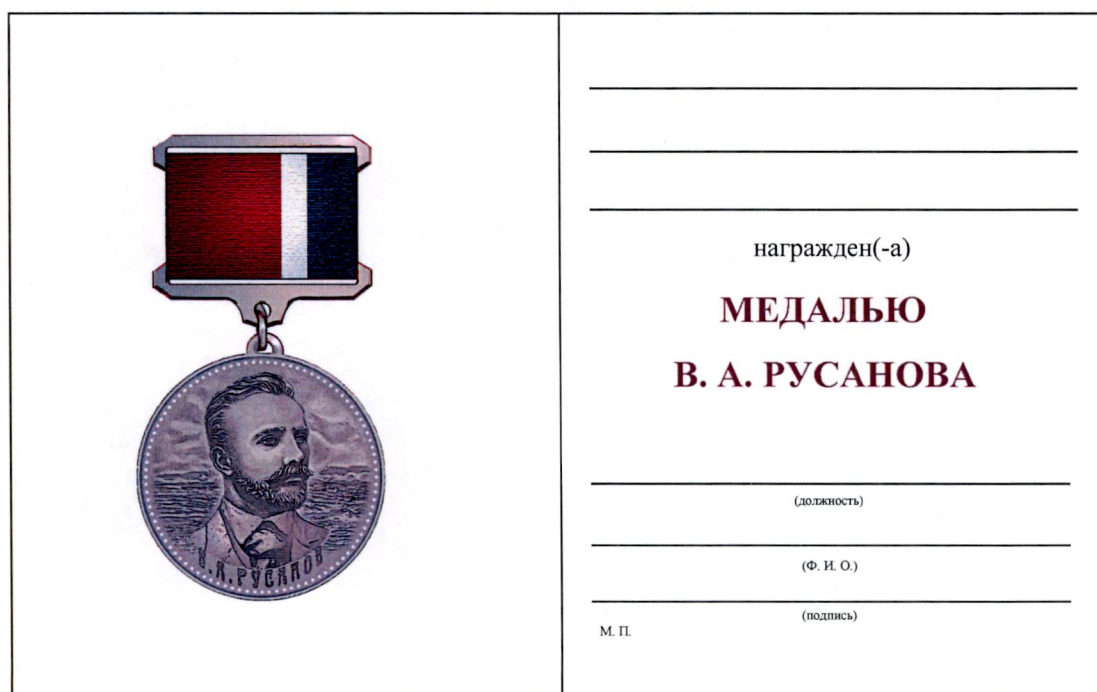 В.А.РУСАНОВ
награжден(-а)
МЕДАЛЬЮ
В. А. РУСАНОВА
(должность)
(Ф. И. О.)
(подпись)
М. П.